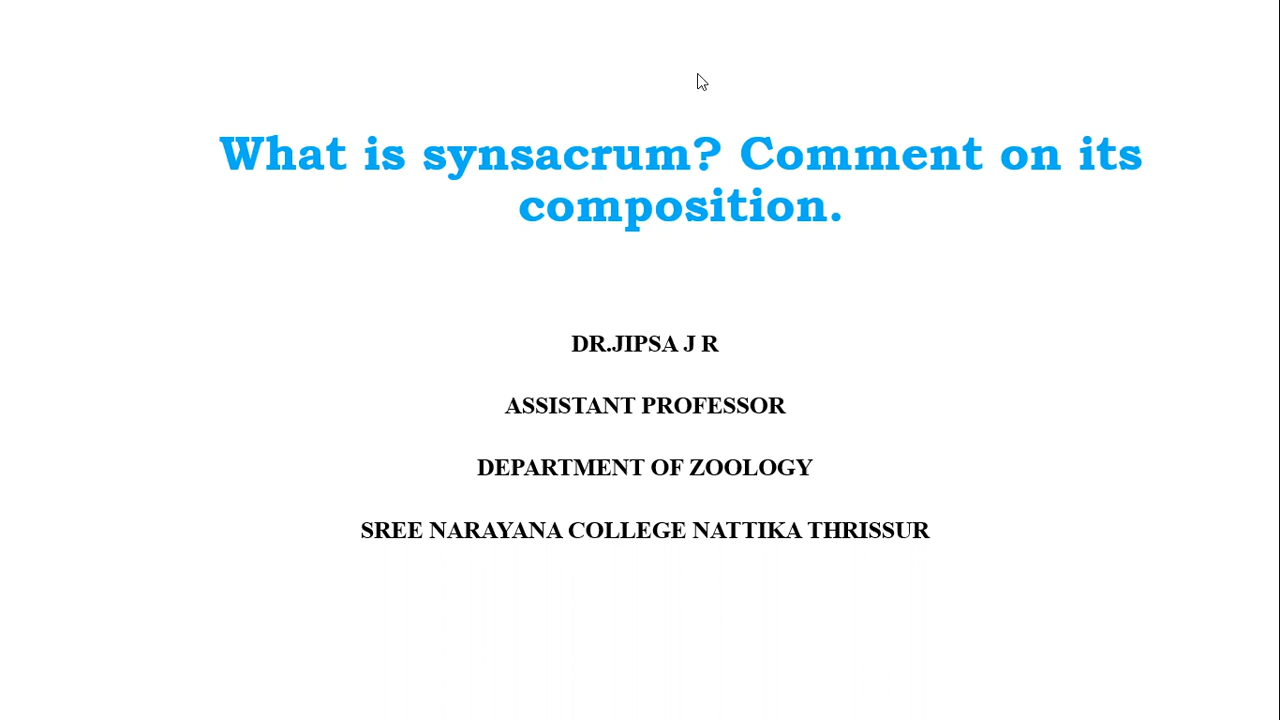 What is synsacrum? Comment on its
composition.
DR.JIPSA J R
ASSISTANT PROFESSOR
DEPARTMENT OF ZOOLOGY
SREE NARAYANA COLLEGE NATTIKA THRISSUR